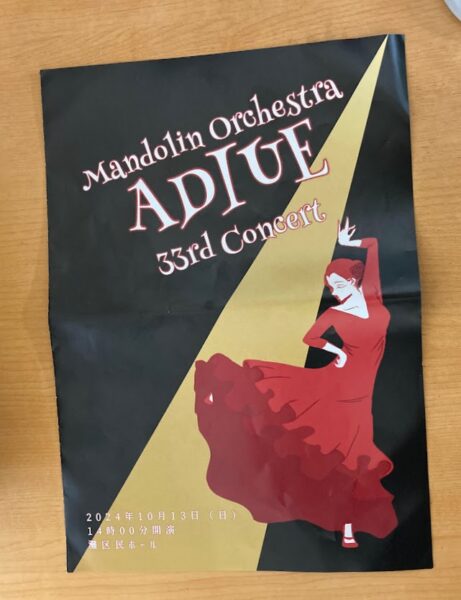 Mandolin Orchestra
ADIUE
33rd Concert
2024年10月13日(日)
14時00分開演
灘区民ホール